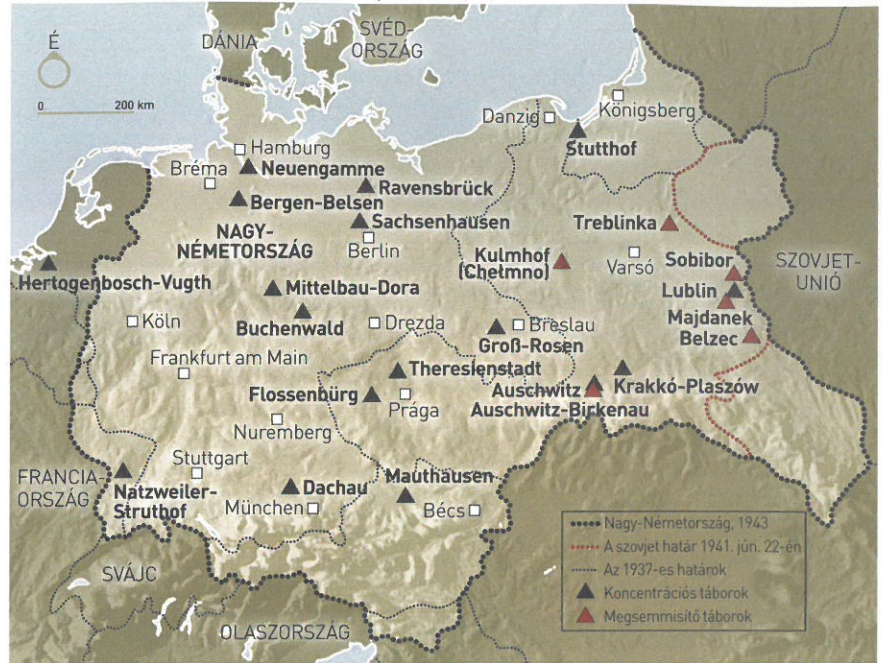 É
0 200 km
DÁNIA
SVÉD-
ORSZÁG
Danzig
Königsberg
Stutthof
Hamburg
Neuengamme
Bréma
Ravensbrück
Bergen-Belsen
Sachsenhausen
NAGY-
NÉMETORSZÁG
Berlin
Treblinka
Kulmhof
(Chełmno)
Varsó
Sobibor
SZOVJET-
UNIÓ
Hertogenbosch-Vugth
Mittelbau-Dora
Lublin
Köln
Buchenwald
Drezda
Breslau
Majdanek
Groß-Rosen
Belzec
Frankfurt am Main
Theresienstadt
Flossenbürg
Prága
Auschwitz
Krakkó-Plaszów
Auschwitz-Birkenau
Nuremberg
Stuttgart
FRANCIA-
ORSZÁG
Natzweiler-
Struthof
Dachau
München
Mauthausen
Bécs
SVÁJC
OLASZORSZÁG
Nagy-Németország, 1943
A szovjet határ 1941. jún. 22-én
Az 1937-es határok
Koncentrációs táborok
Megsemmisítő táborok